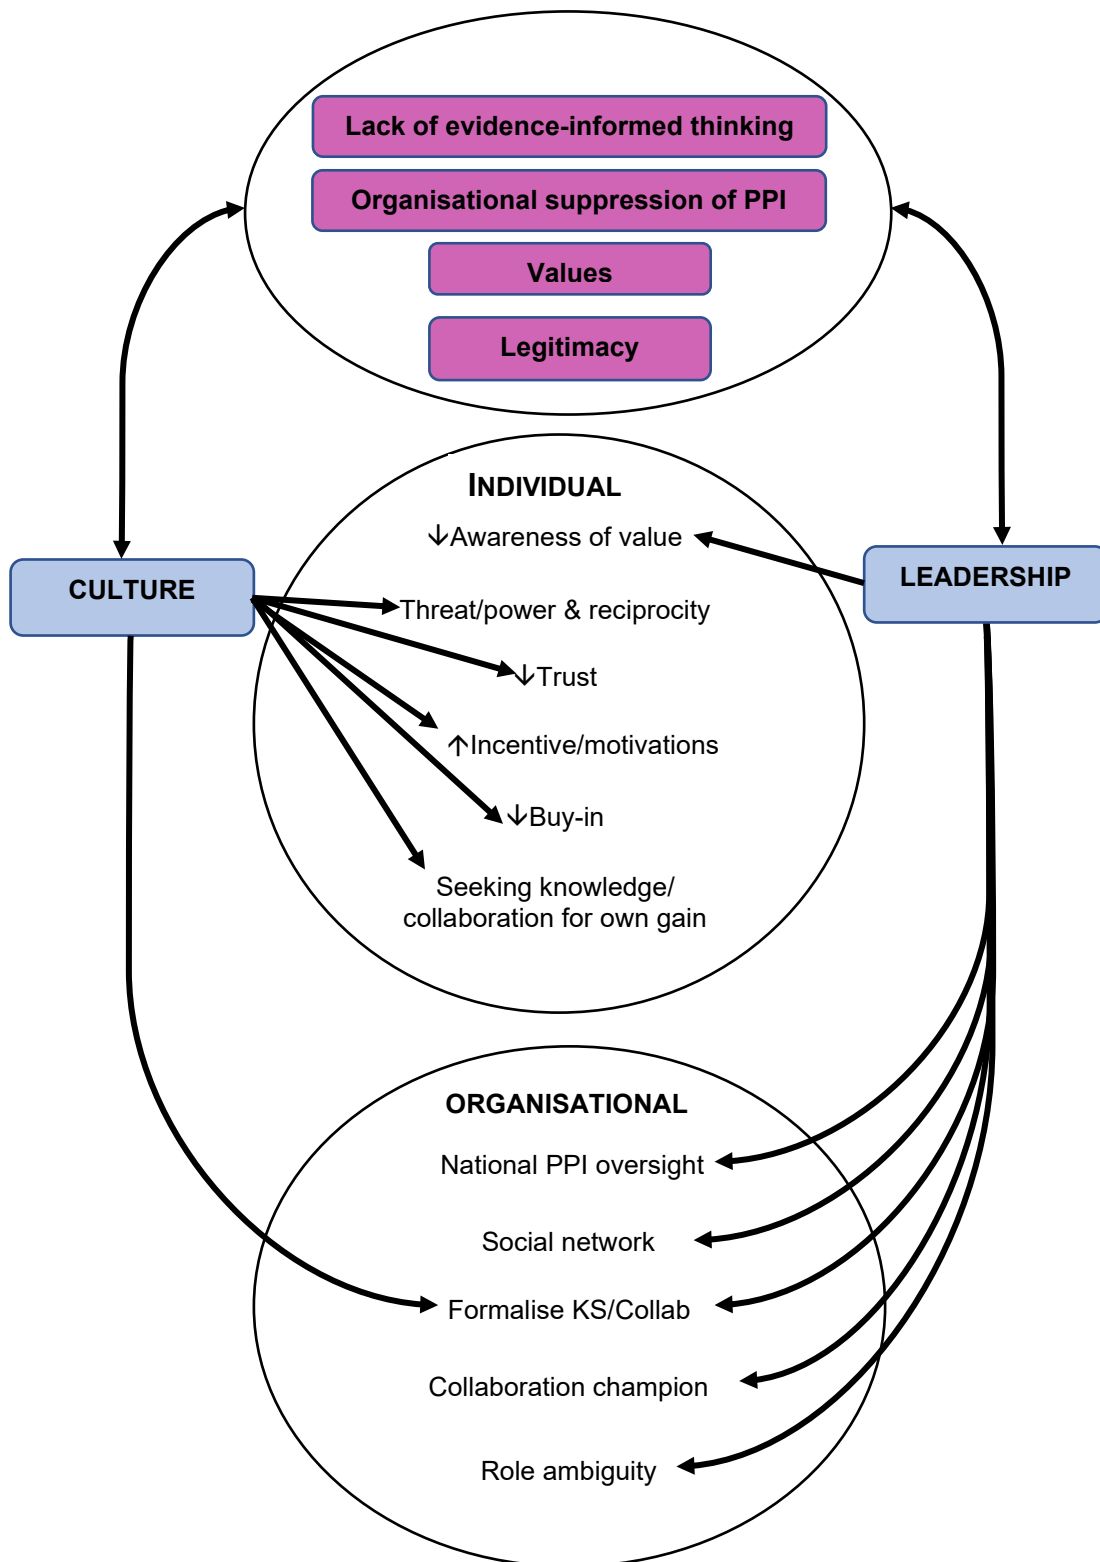 Lack of evidence-informed thinking
Organisational suppression of PPI
Values
Legitimacy
INDIVIDUAL
↓Awareness of value
CULTURE
LEADERSHIP
Threat/power & reciprocity
↓Trust
↑Incentive/motivations
↓Buy-in
Seeking knowledge/
collaboration for own gain
ORGANISATIONAL
National PPI oversight
Social network
Formalise KS/Collab
Collaboration champion
Role ambiguity